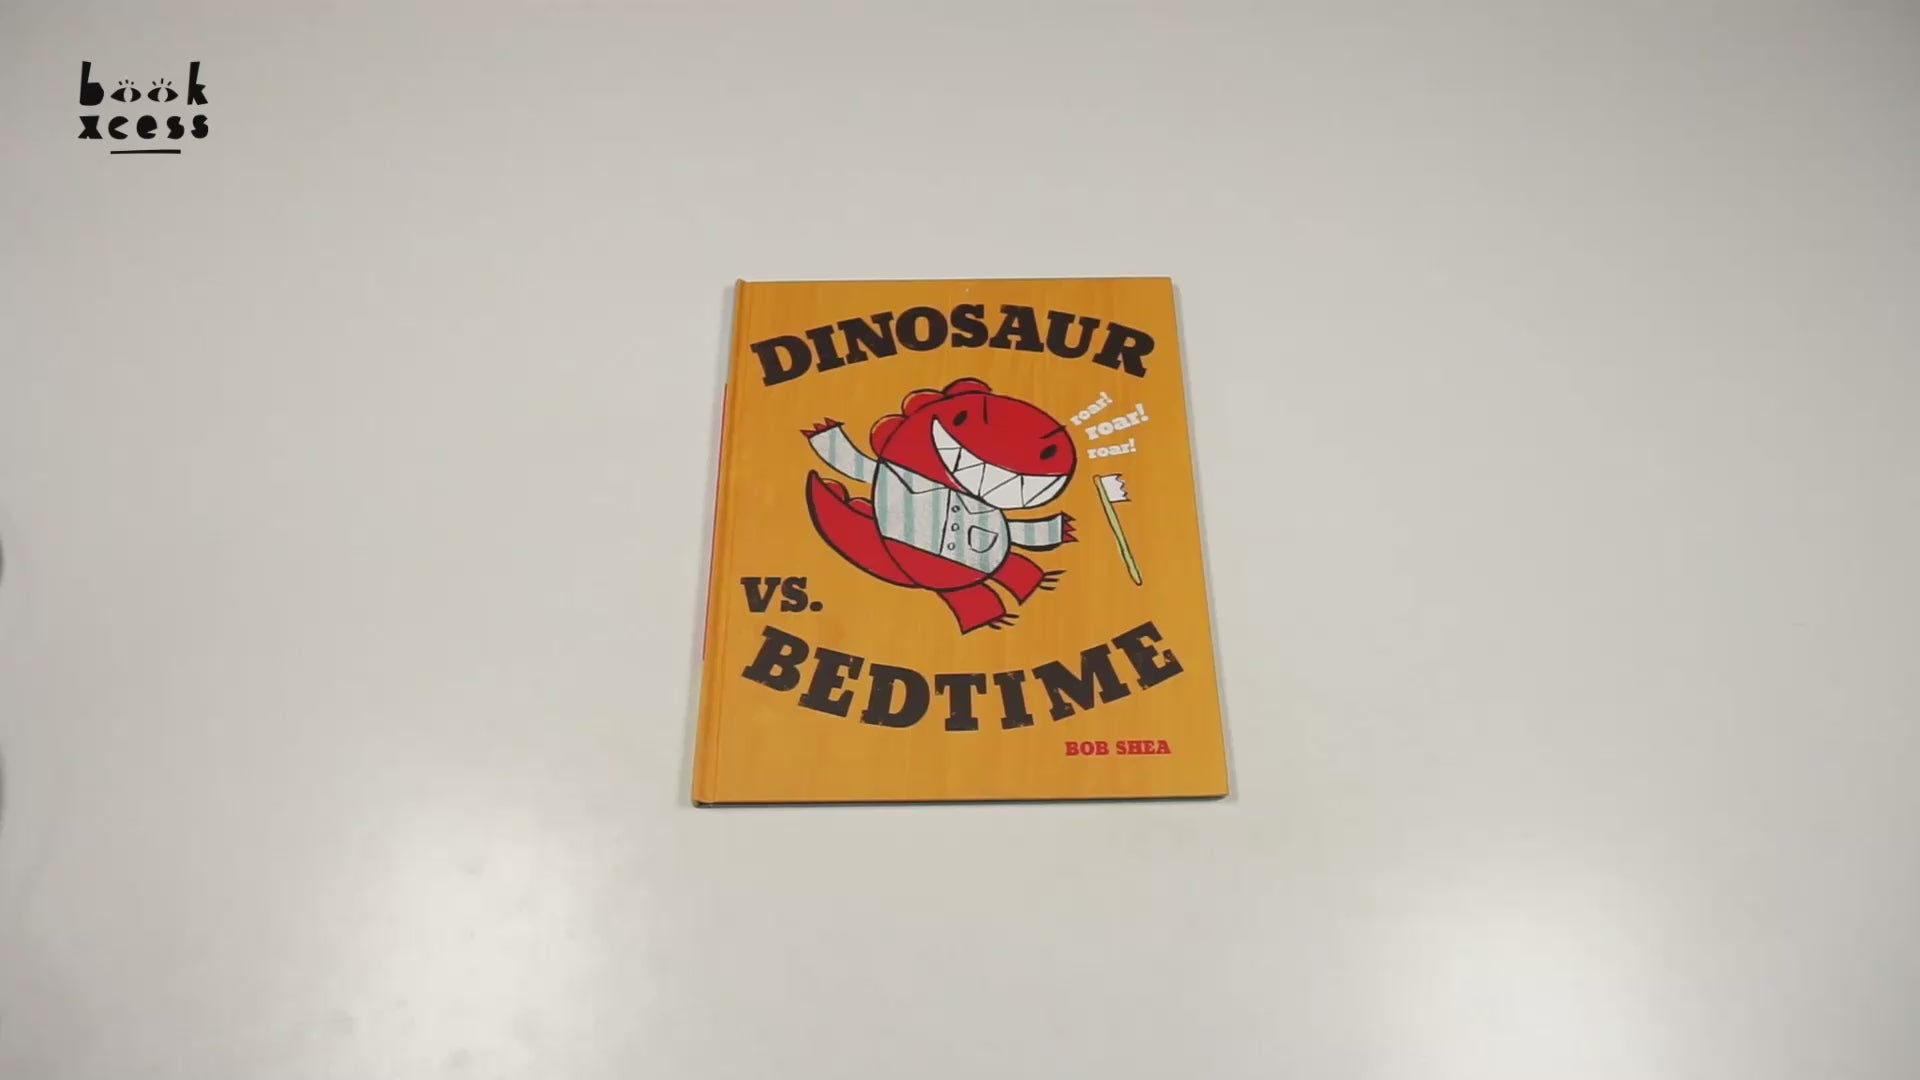 book
xcess
DINOSAUR
roar!
roar!
roar!
VS.
BEDTIME
BOB SHEA